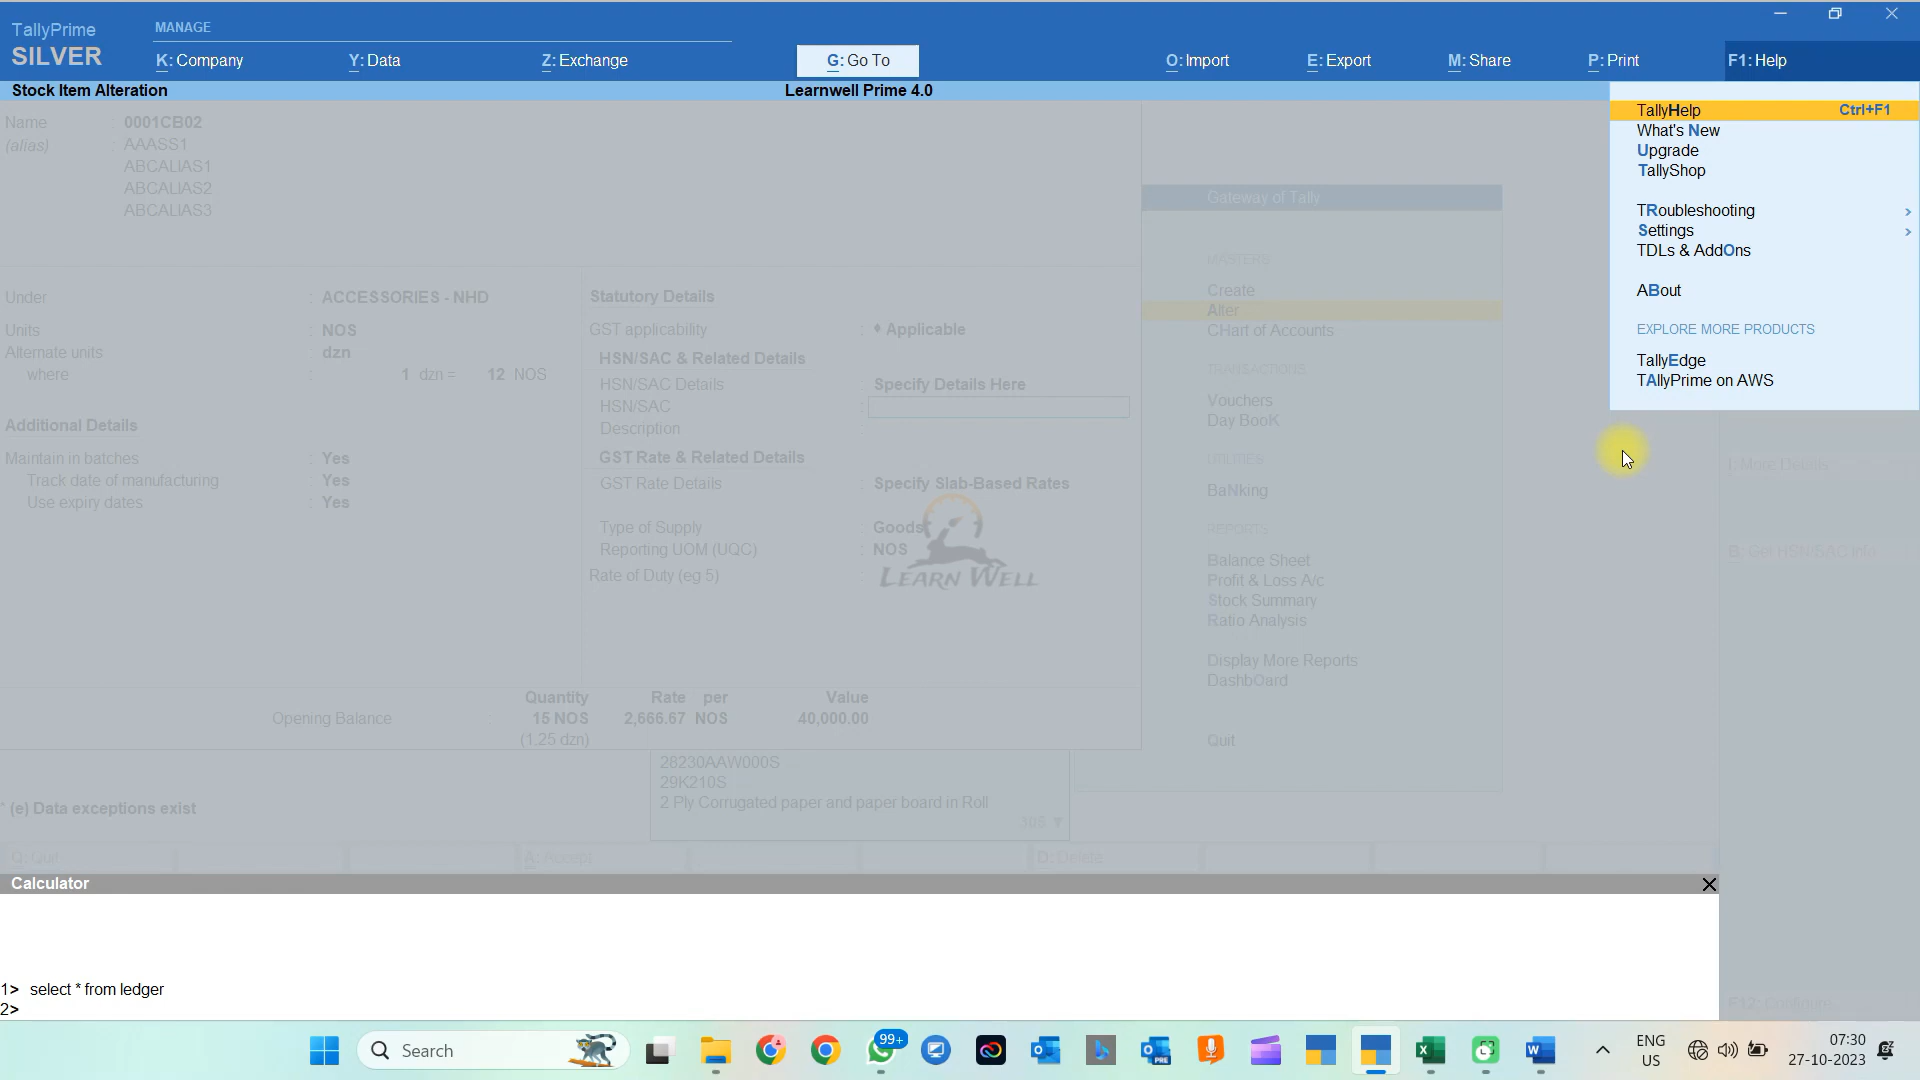 TallyPrime
SILVER
MANAGE
K: Company
Y: Data
Z: Exchange
G: Go To
O: Import
E: Export
M: Share
P: Print
F1: Help
Stock Item Alteration
Learnwell Prime 4.0
Name : 0001CB02
(alias) : AAASS1
ABCALIAS1
ABCALIAS2
ABCALIAS3
Under : ACCESSORIES - NHD
Units : NOS
Alternate units : dzn
where : 1 dzn = 12 NOS
Additional Details
Maintain in batches : Yes
Track date of manufacturing : Yes
Use expiry dates : Yes
Statutory Details
GST applicability : ♦ Applicable
HSN/SAC & Related Details
HSN/SAC Details : Specify Details Here
HSN/SAC :
Description :
GST Rate & Related Details
GST Rate Details : Specify Slab-Based Rates
Type of Supply : Goods
Reporting UOM (UQC) : NOS
Rate of Duty (eg 5) :
LEARN WELL
Quantity Rate per Value
Opening Balance : 15 NOS 2,666.67 NOS 40,000.00
(1.25 dzn)
28230AAW000S
29K210S
2 Ply Corrugated paper and paper board in Roll
305 ▼
* (e) Data exceptions exist
Q: Quit
A: Accept
D: Delete
Gateway of Tally
MASTERS
Create
Alter
CHart of Accounts
TRANSACTIONS
Vouchers
Day BooK
UTILITIES
BaNking
REPORTS
Balance Sheet
Profit & Loss A/c
Stock Summary
Ratio Analysis
Display More Reports
DashbOard
Quit
TallyHelp Ctrl+F1
What's New
Upgrade
TallyShop
TRoubleshooting >
Settings >
TDLs & AddOns
ABout
EXPLORE MORE PRODUCTS
TallyEdge
TAllyPrime on AWS
I: More Details
B: Get HSN/SAC Info
F12: Configure
Calculator
1> select * from ledger
2>
Search
99+
PRE
ENG
US
07:30
27-10-2023